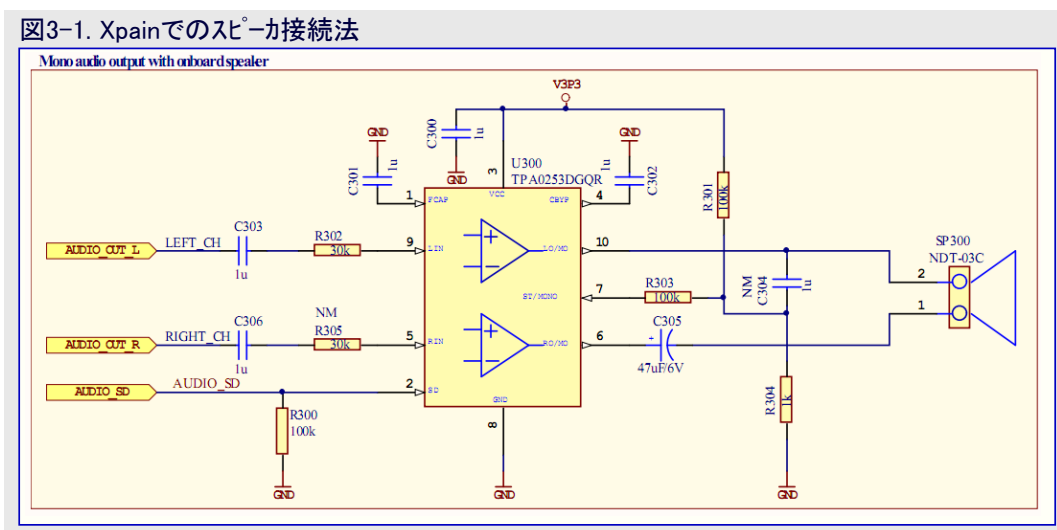 図3-1. Xpainでのスピーカ接続法
Mono audio output with onboard speaker
V3P3
GND
C300
1u
GND
C301
1u
GND
C302
1u
3
VCC
U300
TPA0253DGQR
1
FCAP
CBYP
4
R301
100k
AUDIO_OUT_L
LEFT_CH
C303
1u
R302
30k
9
LIN
LO/MO
10
SP300
NDT-03C
2
1
NM
C304
1u
R303
100k
7
ST/MONO
AUDIO_OUT_R
RIGHT_CH
C306
1u
NM
R305
30k
5
RIN
RO/MO
6
C305
+
47uF/6V
AUDIO_SD
AUDIO_SD
2
SD
GND
8
R300
100k
R304
1k
GND
GND
GND